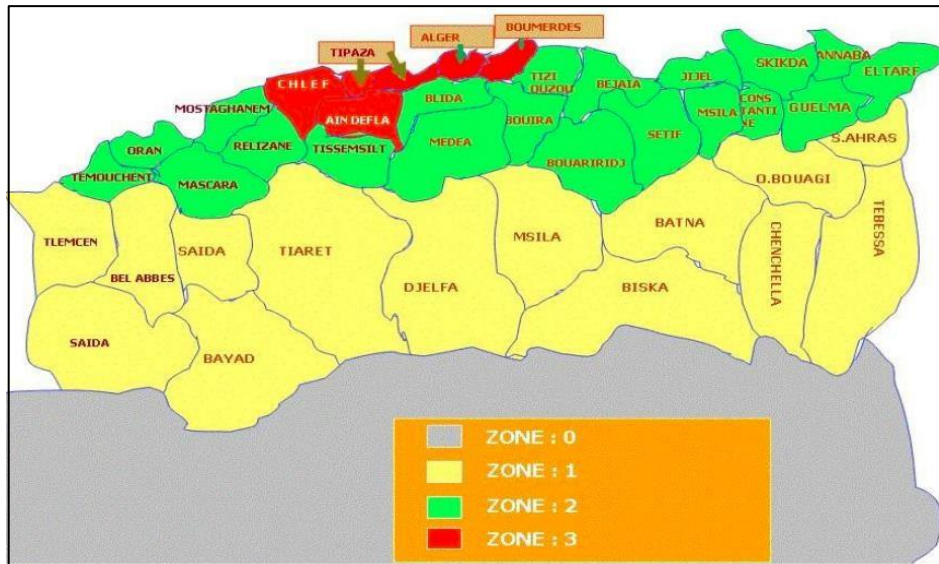 BOUMERDES
ALGER
TIPAZA
ANNABA
SKIKDA
ELTARF
CHLEF
TIZI
OUZOU
BEJAIA
JIJEL
MOSTAGHANEM
BLIDA
CONS
TANTI
NE
GUELMA
AIN DEFLA
BOUIRA
MSILA
SETIF
S.AHRAS
ORAN
RELIZANE
TISSEMSILT
MEDEA
BOUARIRIDJ
TEMOUCHENT
MASCARA
O.BOUAGI
TLEMCEN
SAIDA
TIARET
MSILA
BATNA
CHENCHELLA
TEBESSA
BEL ABBES
DJELFA
BISKA
SAIDA
BAYAD
ZONE : 0
ZONE : 1
ZONE : 2
ZONE : 3